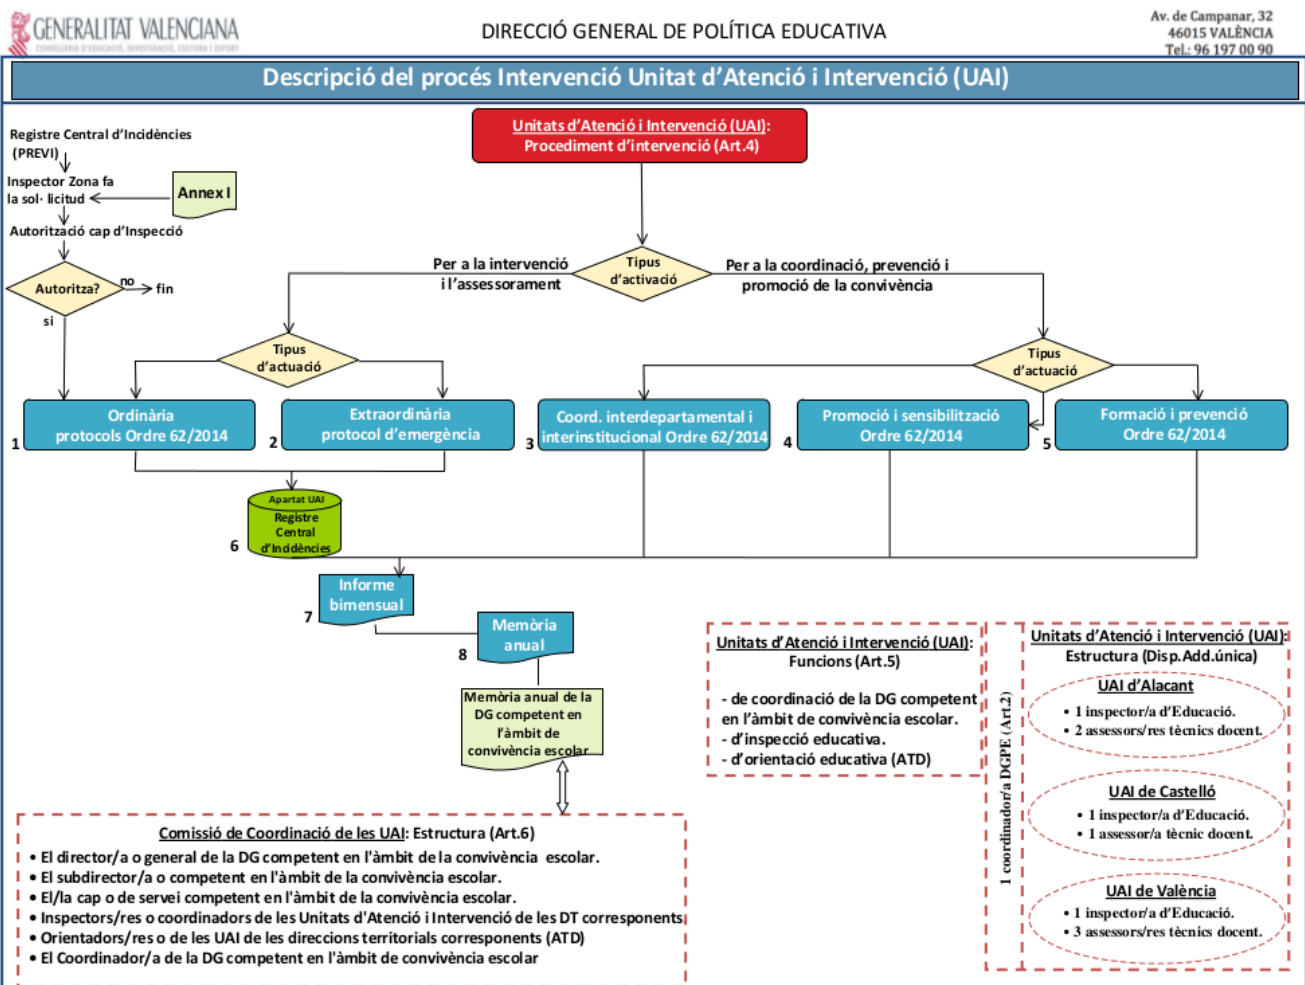 GENERALITAT VALENCIANA
CONSELLERIA D'EDUCACIÓ, INVESTIGACIÓ, CULTURA I ESPORT
DIRECCIÓ GENERAL DE POLÍTICA EDUCATIVA
Av. de Campanar, 32
46015 VALÈNCIA
Tel.: 96 197 00 90
Descripció del procés Intervenció Unitat d'Atenció i Intervenció (UAI)
Registre Central d'Incidències
(PREVI)
Inspector Zona fa
la sol· licitud
Annex I
Autorització cap d'Inspecció
Autoritza?
no
fin
si
Unitats d'Atenció i Intervenció (UAI):
Procediment d'intervenció (Art.4)
Tipus
d'activació
Per a la intervenció
i l'assessorament
Per a la coordinació, prevenció i
promoció de la convivència
Tipus
d'actuació
Tipus
d'actuació
1
Ordinària
protocols Ordre 62/2014
2
Extraordinària
protocol d'emergència
3
Coord. interdepartamental i
interinstitucional Ordre 62/2014
4
Promoció i sensibilització
Ordre 62/2014
5
Formació i prevenció
Ordre 62/2014
6
Apartat UAI
Registre
Central
d'Incidències
7
Informe
bimensual
8
Memòria
anual
Memòria anual de la
DG competent en
l'àmbit de
convivència escolar
Unitats d'Atenció i Intervenció (UAI):
Funcions (Art.5)
- de coordinació de la DG competent
en l'àmbit de convivència escolar.
- d'inspecció educativa.
- d'orientació educativa (ATD)
1 coordinador/a DGPE (Art.2)
Unitats d'Atenció i Intervenció (UAI):
Estructura (Disp.Add.única)
UAI d'Alacant
• 1 inspector/a d'Educació.
• 2 assessors/res tècnics docent.
UAI de Castelló
• 1 inspector/a d'Educació.
• 1 assessor/a tècnic docent.
UAI de València
• 1 inspector/a d'Educació.
• 3 assessors/res tècnics docent.
Comissió de Coordinació de les UAI: Estructura (Art.6)
• El director/a o general de la DG competent en l'àmbit de la convivència escolar.
• El subdirector/a o competent en l'àmbit de la convivència escolar.
• El/la cap o de servei competent en l'àmbit de la convivència escolar.
• Inspectors/res o coordinadors de les Unitats d'Atenció i Intervenció de les DT corresponents
• Orientadors/res o de les UAI de les direccions territorials corresponents (ATD)
• El Coordinador/a de la DG competent en l'àmbit de convivència escolar